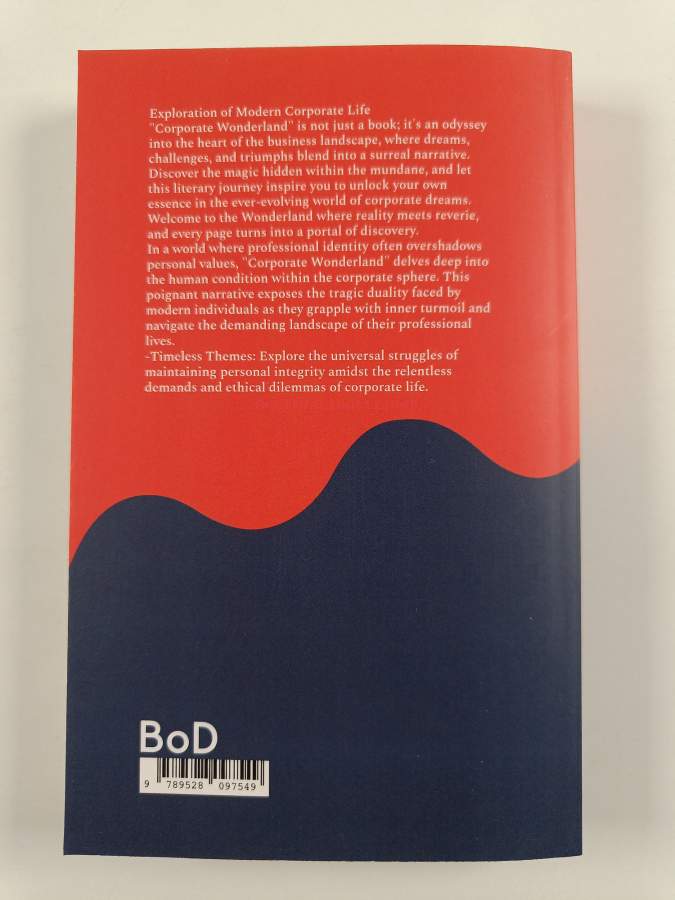 Exploration of Modern Corporate Life
"Corporate Wonderland" is not just a book; it's an odyssey
into the heart of the business landscape, where dreams,
challenges, and triumphs blend into a surreal narrative.
Discover the magic hidden within the mundane, and let
this literary journey inspire you to unlock your own
essence in the ever-evolving world of corporate dreams.
Welcome to the Wonderland where reality meets reverie,
and every page turns into a portal of discovery.
In a world where professional identity often overshadows
personal values, "Corporate Wonderland" delves deep into
the human condition within the corporate sphere. This
poignant narrative exposes the tragic duality faced by
modern individuals as they grapple with inner turmoil and
navigate the demanding landscape of their professional
lives.
-Timeless Themes: Explore the universal struggles of
maintaining personal integrity amidst the relentless
demands and ethical dilemmas of corporate life.
BoD
9 789528 097549